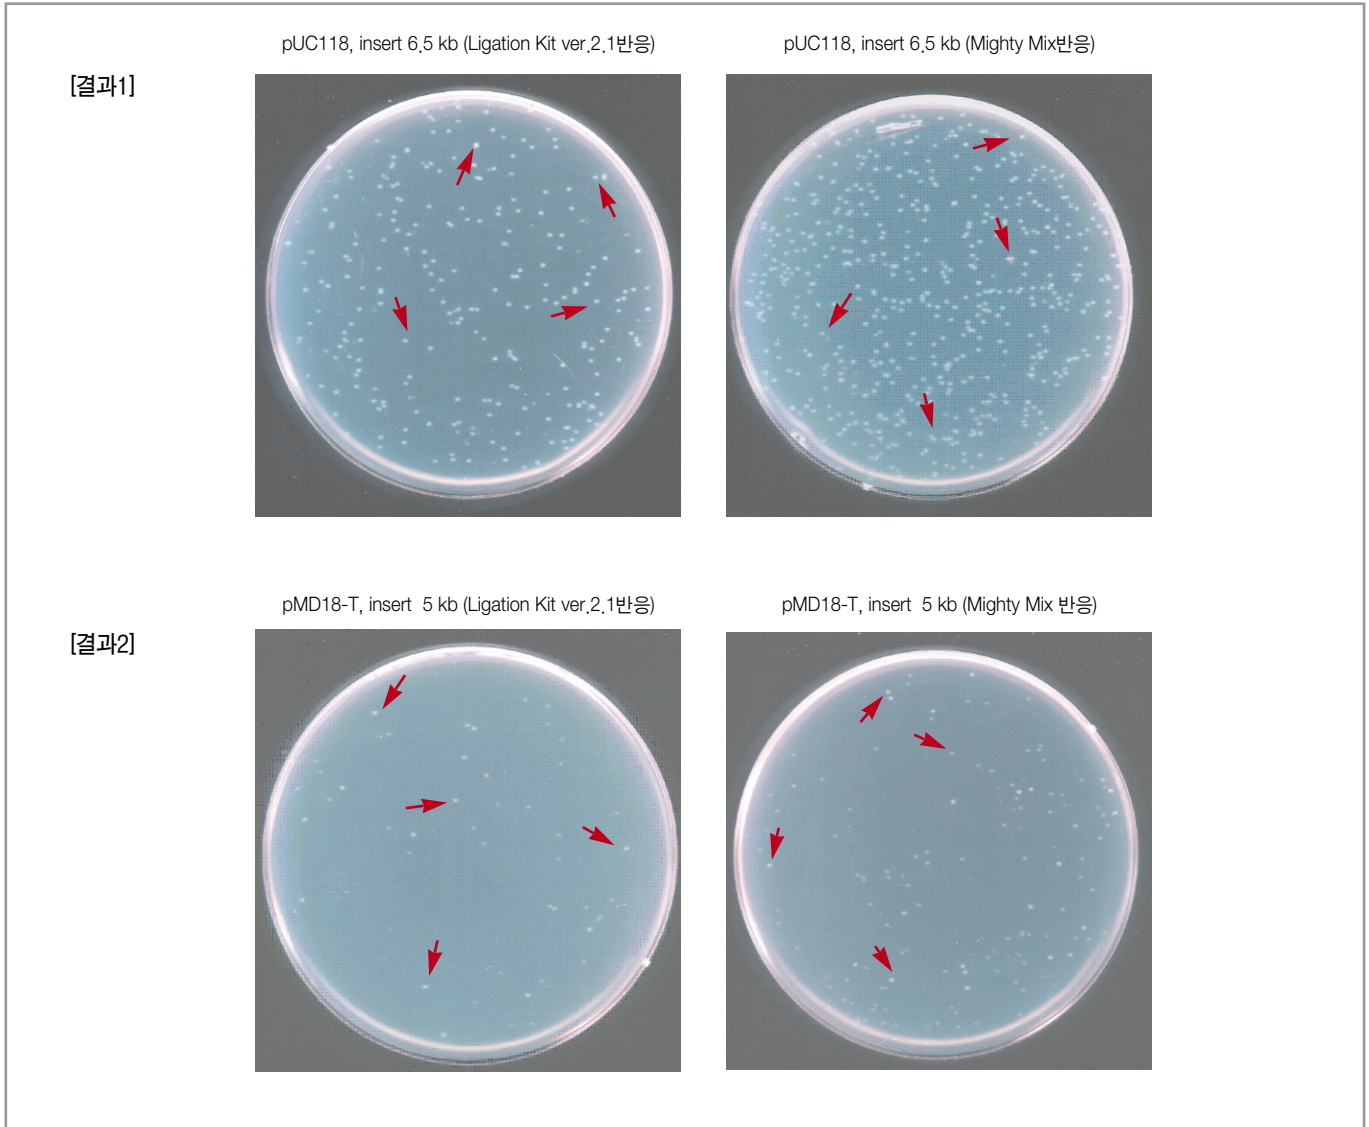 pUC118, insert 6.5 kb (Ligation Kit ver.2.1반응)
pUC118, insert 6.5 kb (Mighty Mix반응)
[결과1]
pMD18-T, insert 5 kb (Ligation Kit ver.2.1반응)
pMD18-T, insert 5 kb (Mighty Mix 반응)
[결과2]